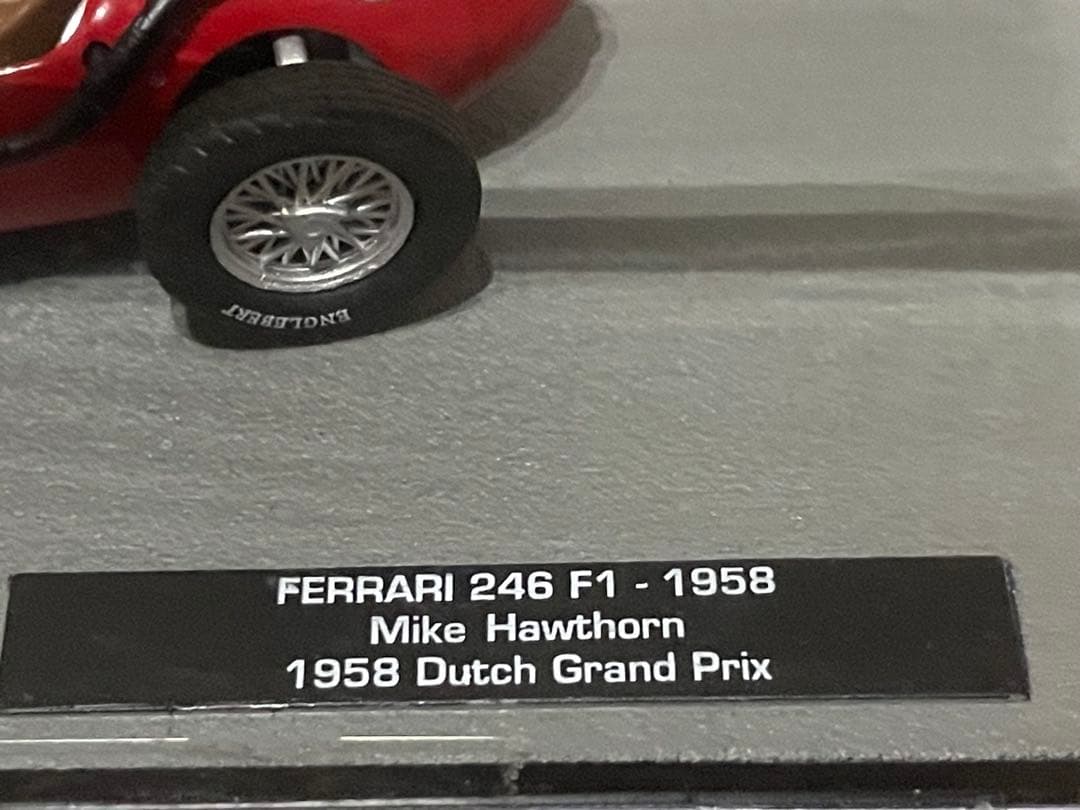 ENGLEBERT
FERRARI 246 F1 - 1958
Mike Hawthorn
1958 Dutch Grand Prix